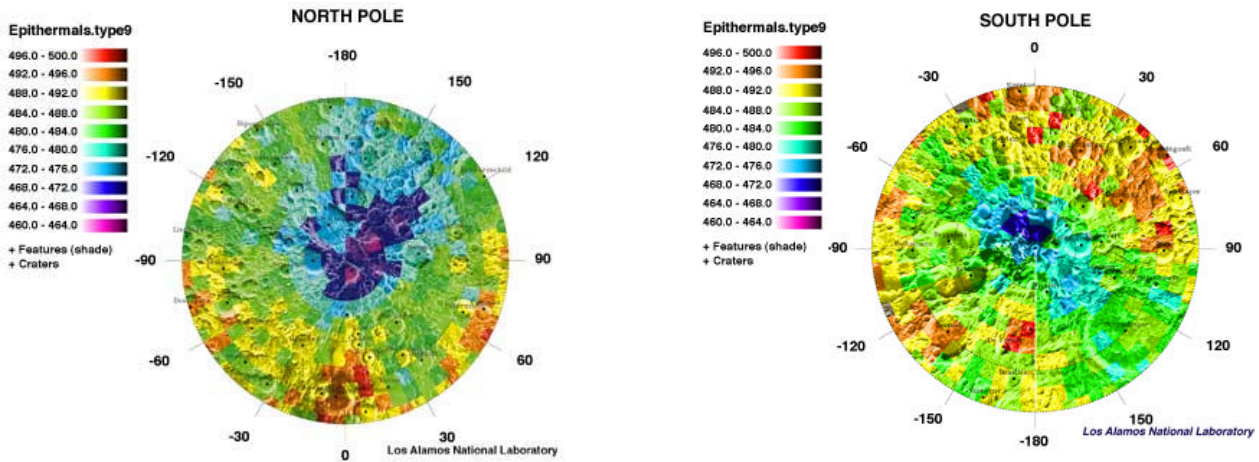 NORTH POLE
Epithermals.type9
496.0 - 500.0
492.0 - 496.0
488.0 - 492.0
484.0 - 488.0
480.0 - 484.0
476.0 - 480.0
472.0 - 476.0
468.0 - 472.0
464.0 - 468.0
460.0 - 464.0
+ Features (shade)
+ Craters
-180
-150
150
-120
120
-90
90
-60
60
-30
30
0
Los Alamos National Laboratory
SOUTH POLE
Epithermals.type9
496.0 - 500.0
492.0 - 496.0
488.0 - 492.0
484.0 - 488.0
480.0 - 484.0
476.0 - 480.0
472.0 - 476.0
468.0 - 472.0
464.0 - 468.0
460.0 - 464.0
+ Features (shade)
+ Craters
0
-30
30
-60
60
-90
90
-120
120
-150
150
-180
Los Alamos National Laboratory